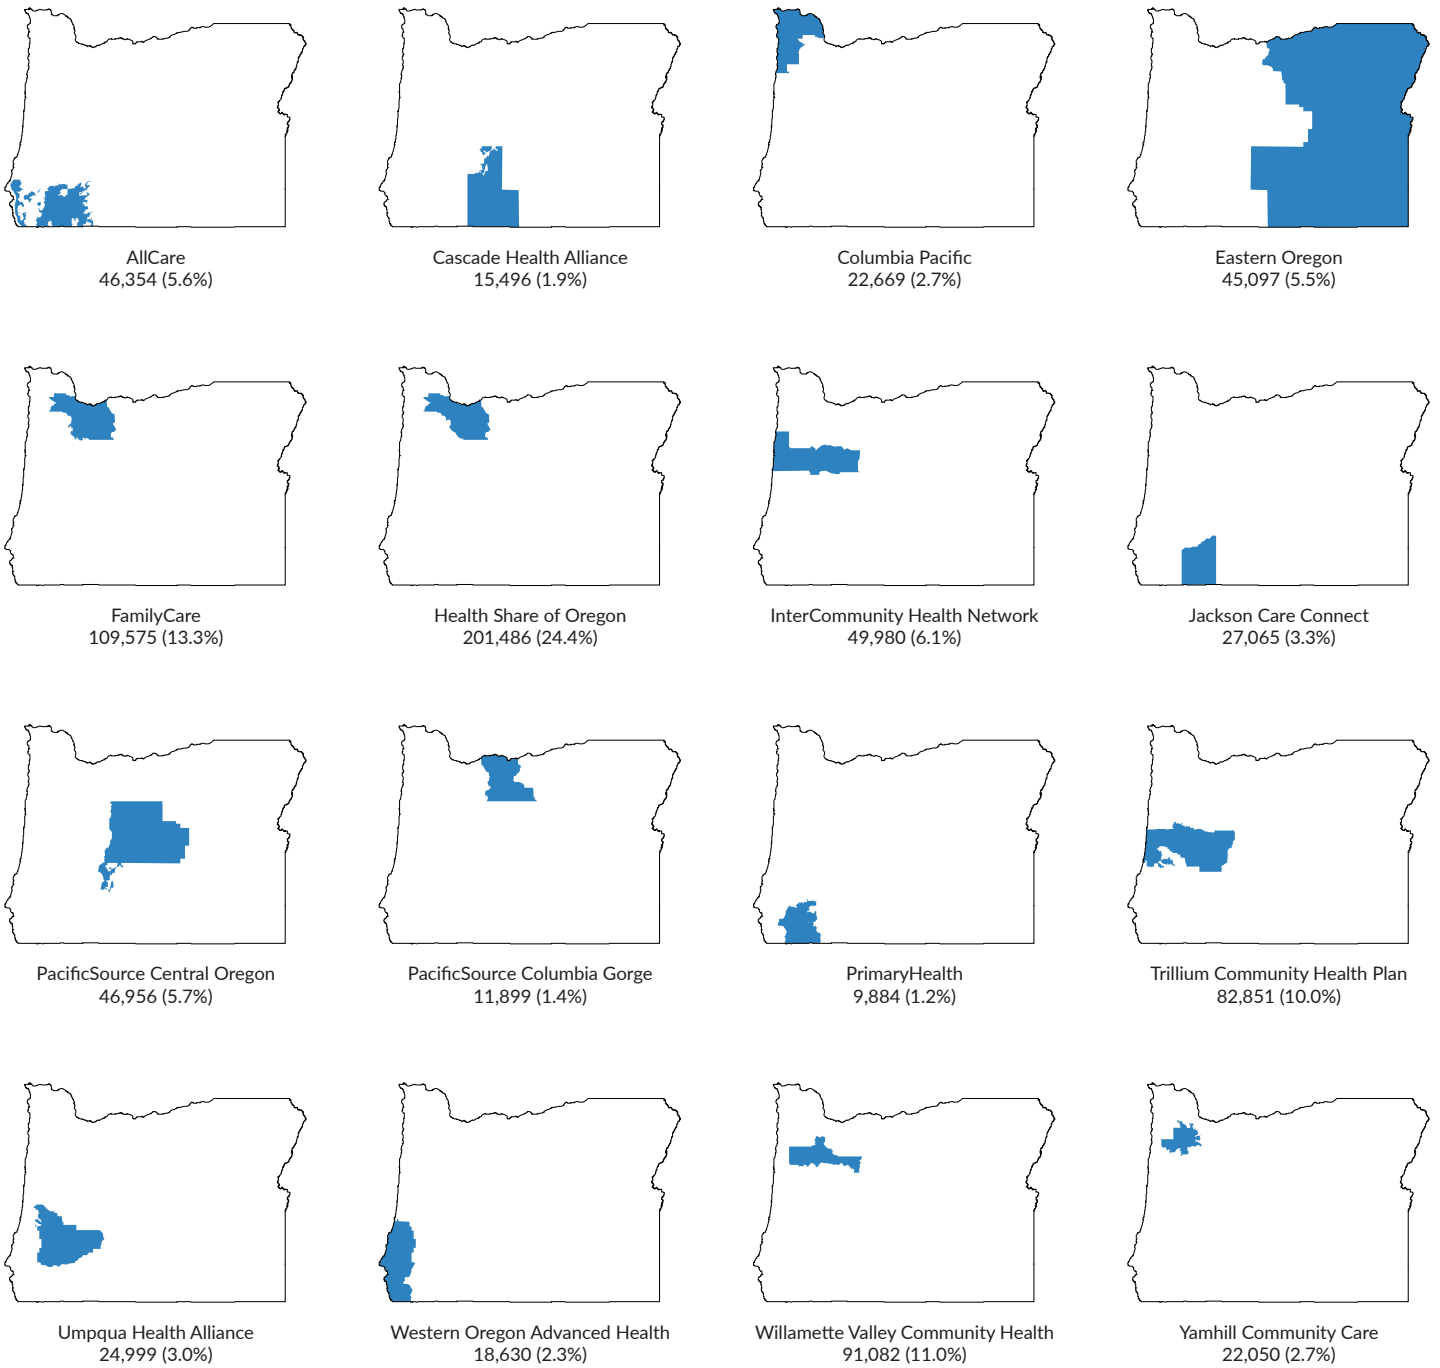 AllCare
46,354 (5.6%)
Cascade Health Alliance
15,496 (1.9%)
Columbia Pacific
22,669 (2.7%)
Eastern Oregon
45,097 (5.5%)
FamilyCare
109,575 (13.3%)
Health Share of Oregon
201,486 (24.4%)
InterCommunity Health Network
49,980 (6.1%)
Jackson Care Connect
27,065 (3.3%)
PacificSource Central Oregon
46,956 (5.7%)
PacificSource Columbia Gorge
11,899 (1.4%)
PrimaryHealth
9,884 (1.2%)
Trillium Community Health Plan
82,851 (10.0%)
Umpqua Health Alliance
24,999 (3.0%)
Western Oregon Advanced Health
18,630 (2.3%)
Willamette Valley Community Health
91,082 (11.0%)
Yamhill Community Care
22,050 (2.7%)